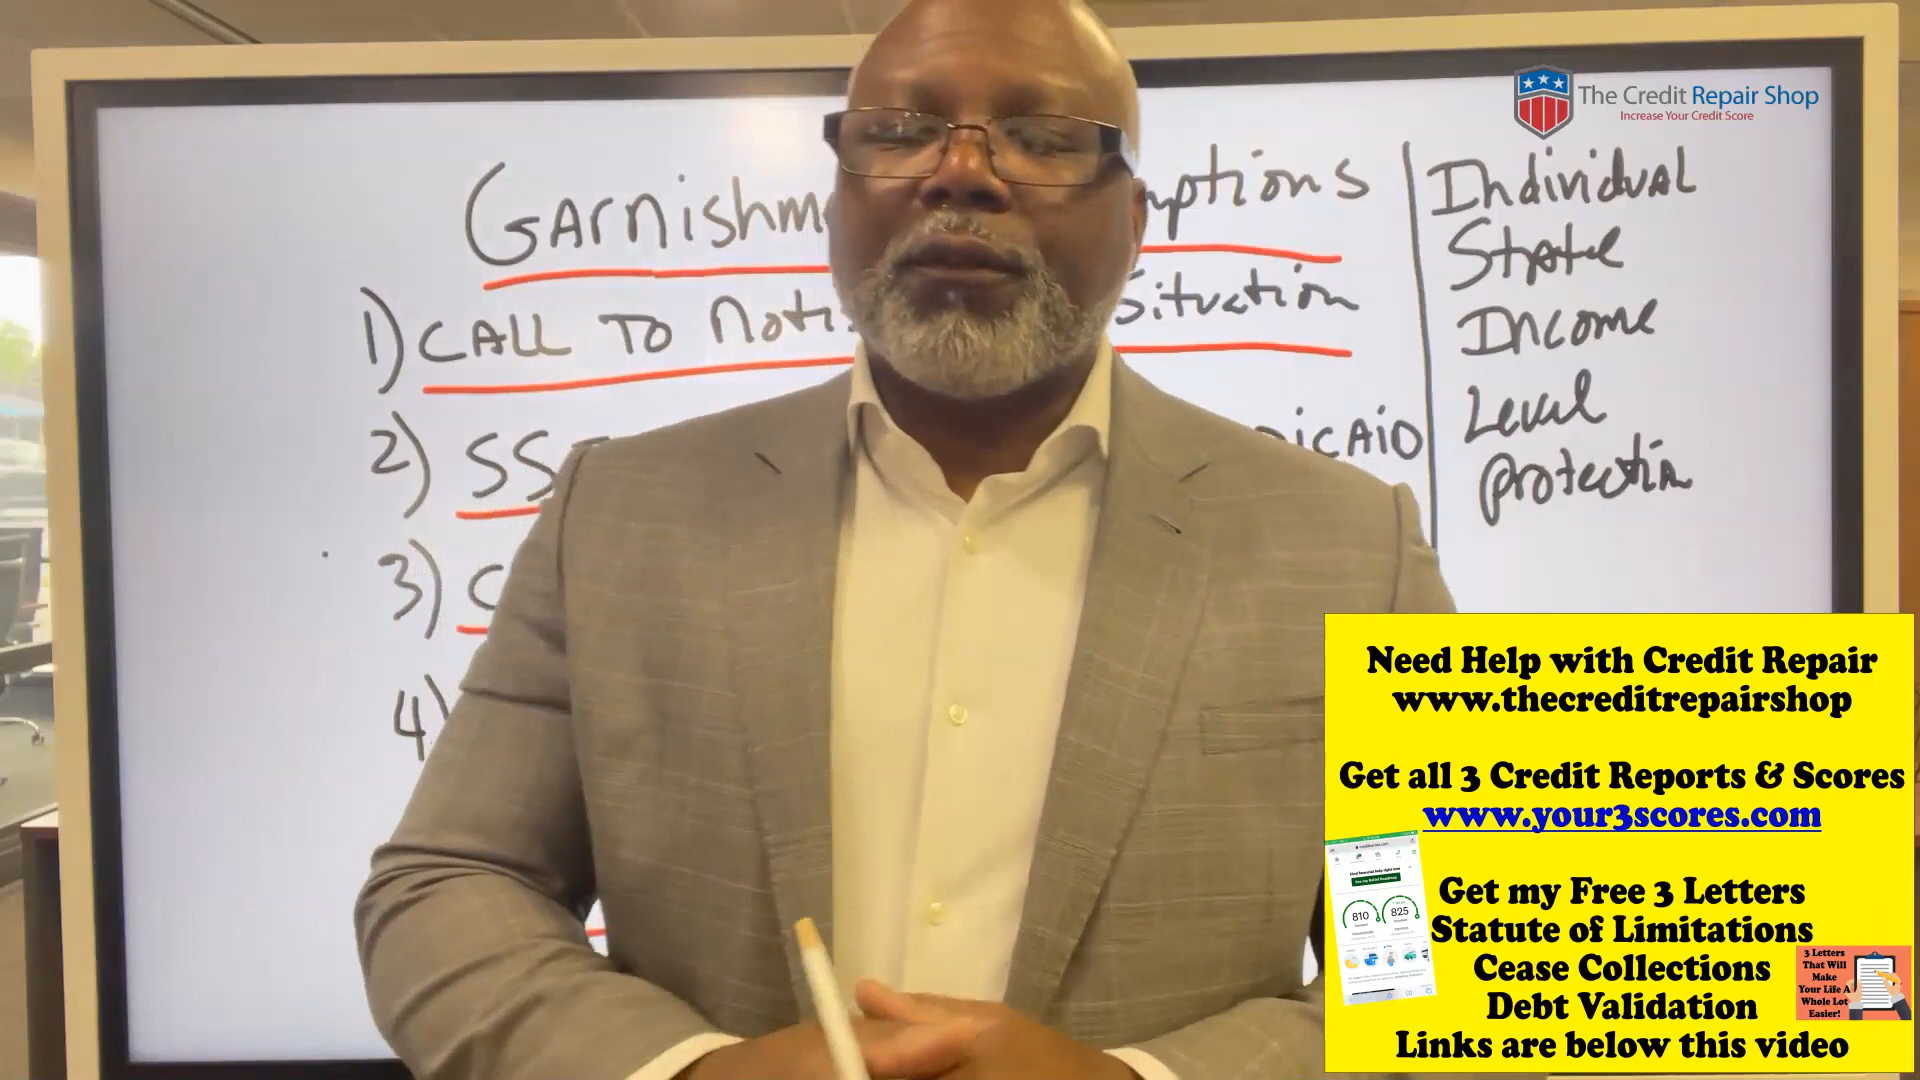 The Credit Repair Shop
Increase Your Credit Score
Garnishm mptions
1) CALL TO Noti Situation
2) SS DICAID
3) C
4)
Individual
State
Income
Level
Protection
Need Help with Credit Repair
www.thecreditrepairshop
Get all 3 Credit Reports & Scores
www.your3scores.com
810
825
Get my Free 3 Letters
Statute of Limitations
Cease Collections
Debt Validation
Links are below this video
3 Letters
That Will
Make
Your Life A
Whole Lot
Easier!